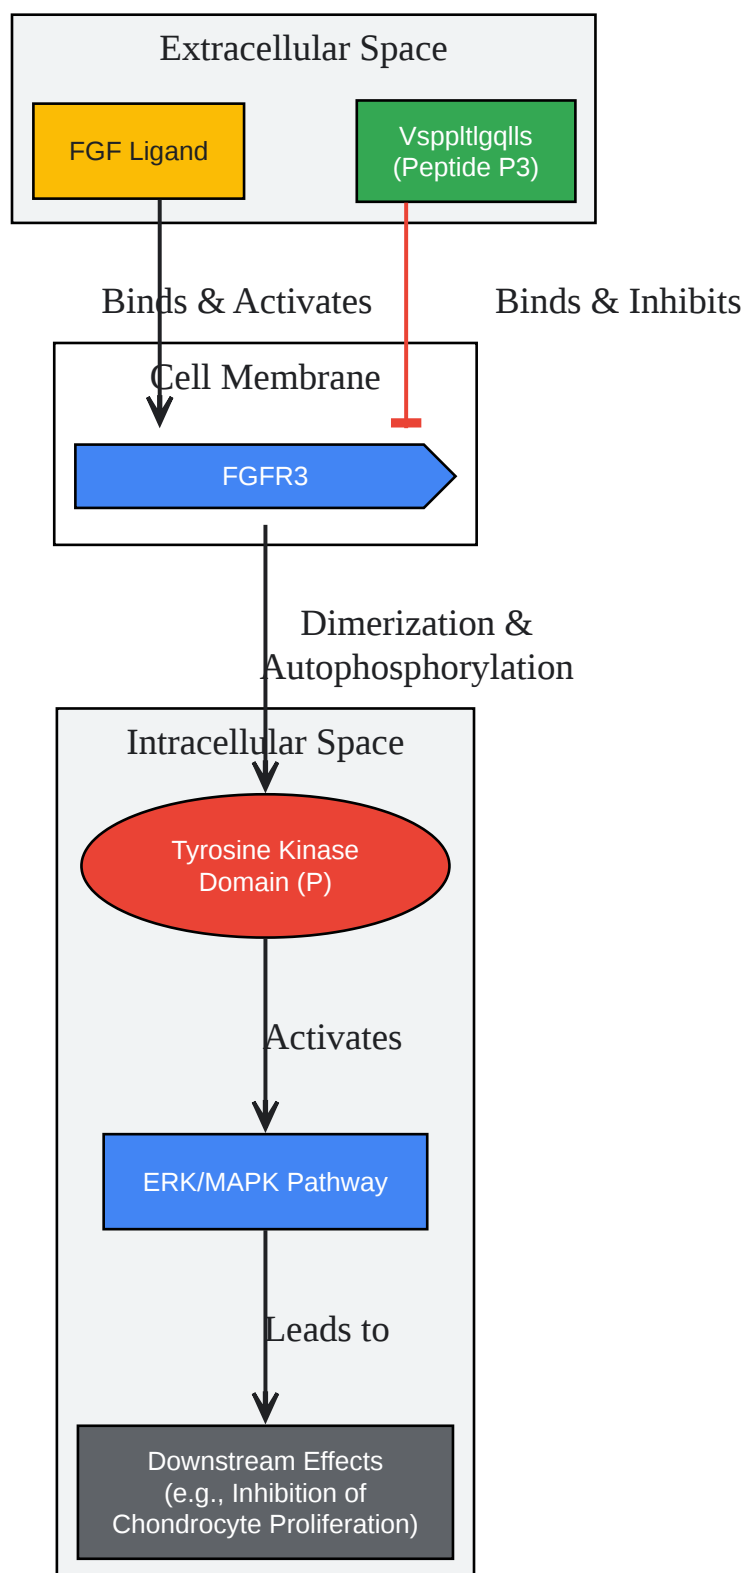 Extracellular Space
FGF Ligand
Vsppltlgqlls
(Peptide P3)
Binds & Activates
Binds & Inhibits
Cell Membrane
FGFR3
Dimerization &
Autophosphorylation
Intracellular Space
Tyrosine Kinase
Domain (P)
Activates
ERK/MAPK Pathway
Leads to
Downstream Effects
(e.g., Inhibition of
Chondrocyte Proliferation)